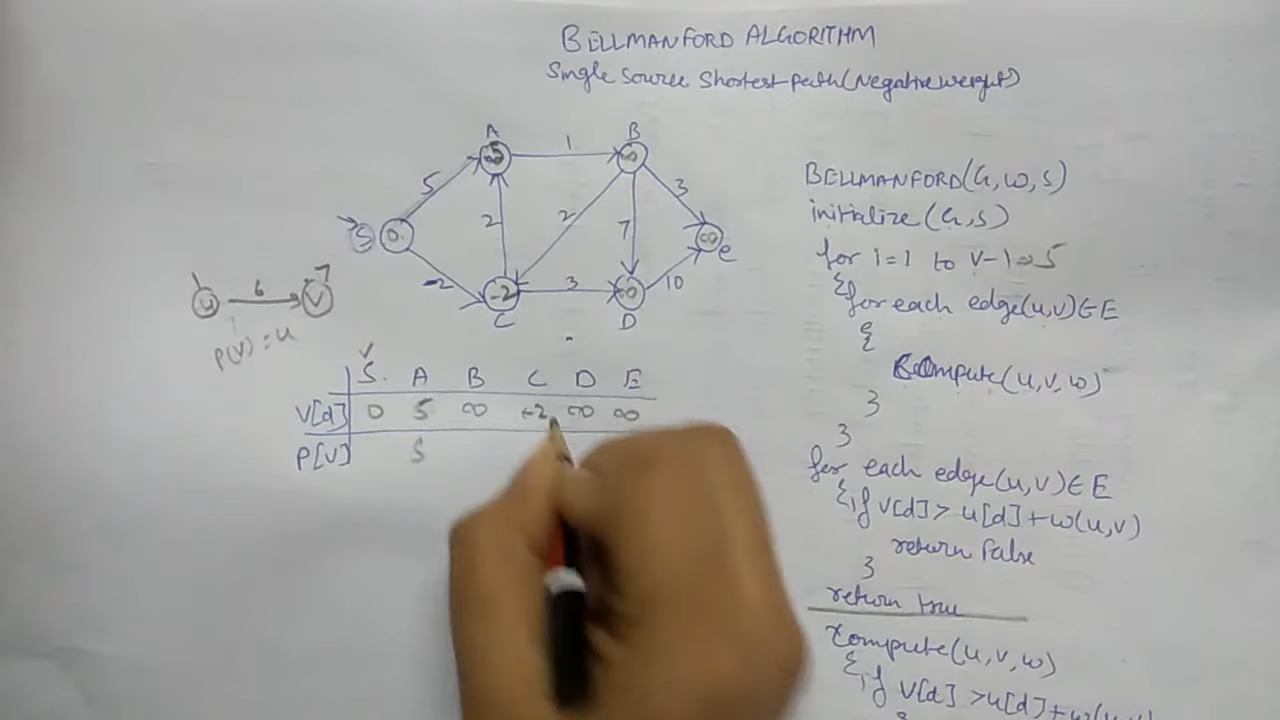 BELLMANFORD ALGORITHM
Single Source Shortest path (Negative weight)
A
B
1
5
3
S
0
2
2
7
e
-2
-2
3
10
C
D
u 6 v 7
P(V) = u
S. A B C D E
V[d] 0 5 ∞ -2 ∞ ∞
P[V] S
BELLMANFORD(G, W, S)
initialize (G, S)
for i=1 to V-1 = 5
{for each edge(u,v)∈E
{
Compute(u, v, w)
}
}
for each edge(u,v)∈E
{if V[d] > u[d]+w(u,v)
return False
}
return true
Compute(u, v, w)
{if V[d] >u[d]+w(u,v)
{